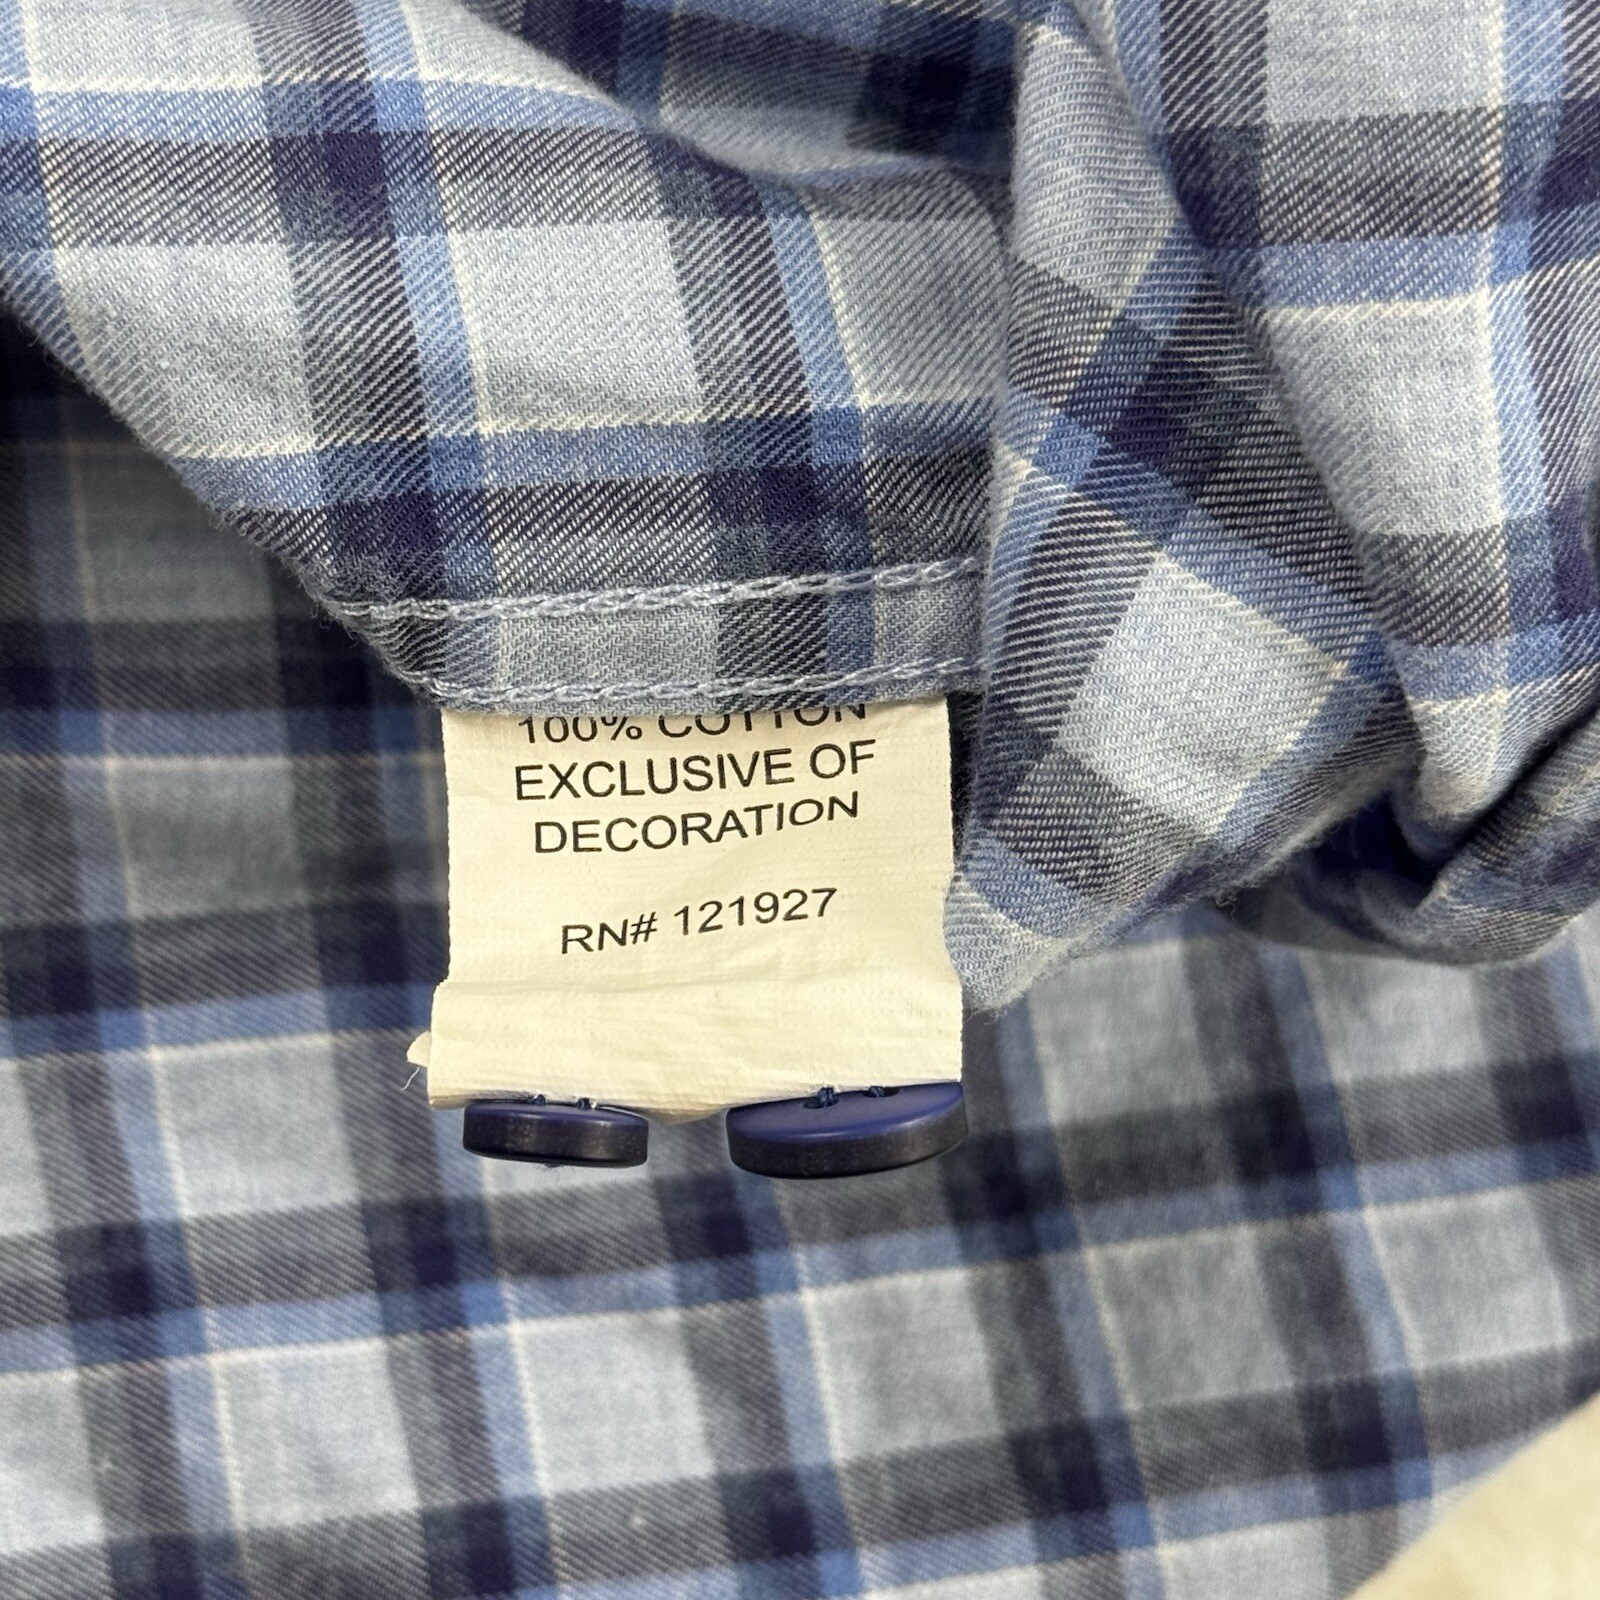 100% COTTON
EXCLUSIVE OF
DECORATION
RN# 121927